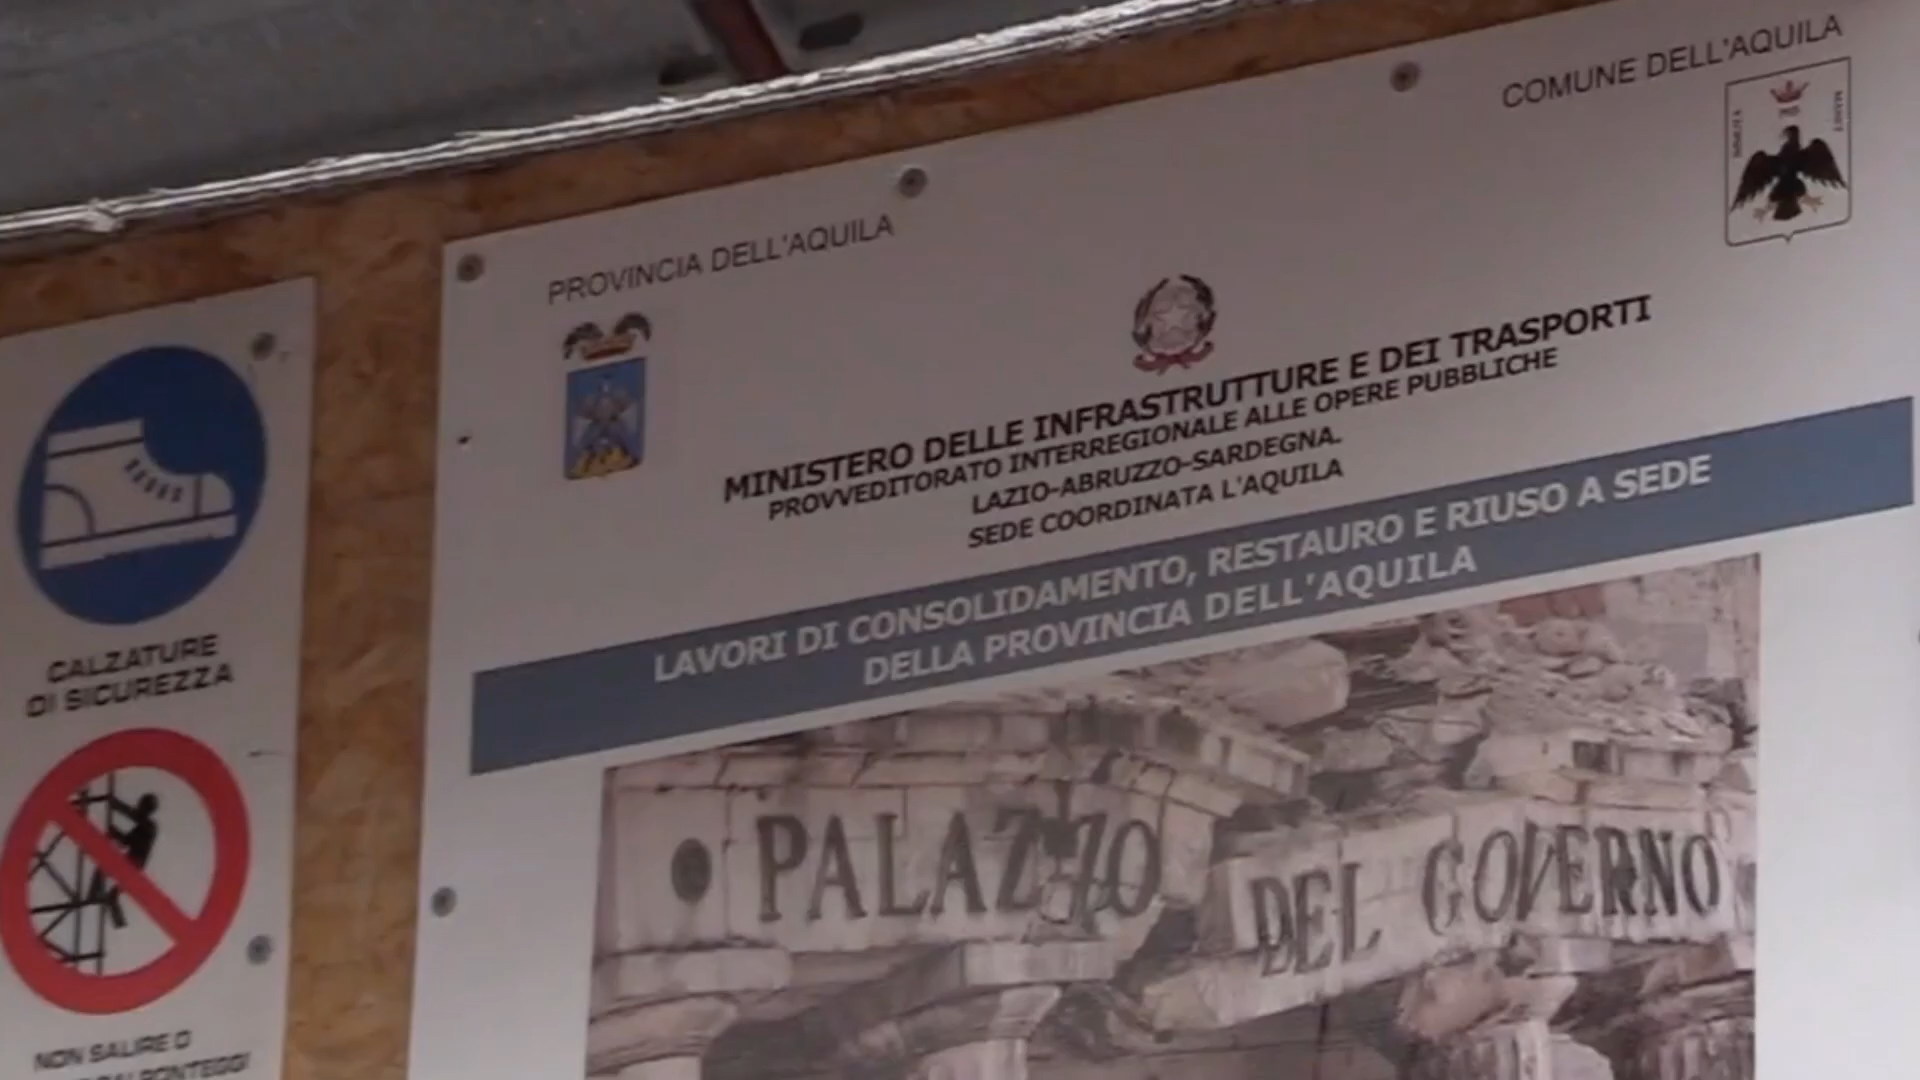 COMUNE DELL'AQUILA
PROVINCIA DELL'AQUILA
MINISTERO DELLE INFRASTRUTTURE E DEI TRASPORTI
PROVVEDITORATO INTERREGIONALE ALLE OPERE PUBBLICHE
LAZIO-ABRUZZO-SARDEGNA.
SEDE COORDINATA L'AQUILA
LAVORI DI CONSOLIDAMENTO, RESTAURO E RIUSO A SEDE
DELLA PROVINCIA DELL'AQUILA
PALAZZO DEL GOVERNO
CALZATURE
DI SICUREZZA
NON SALIRE O
PONTEGGI